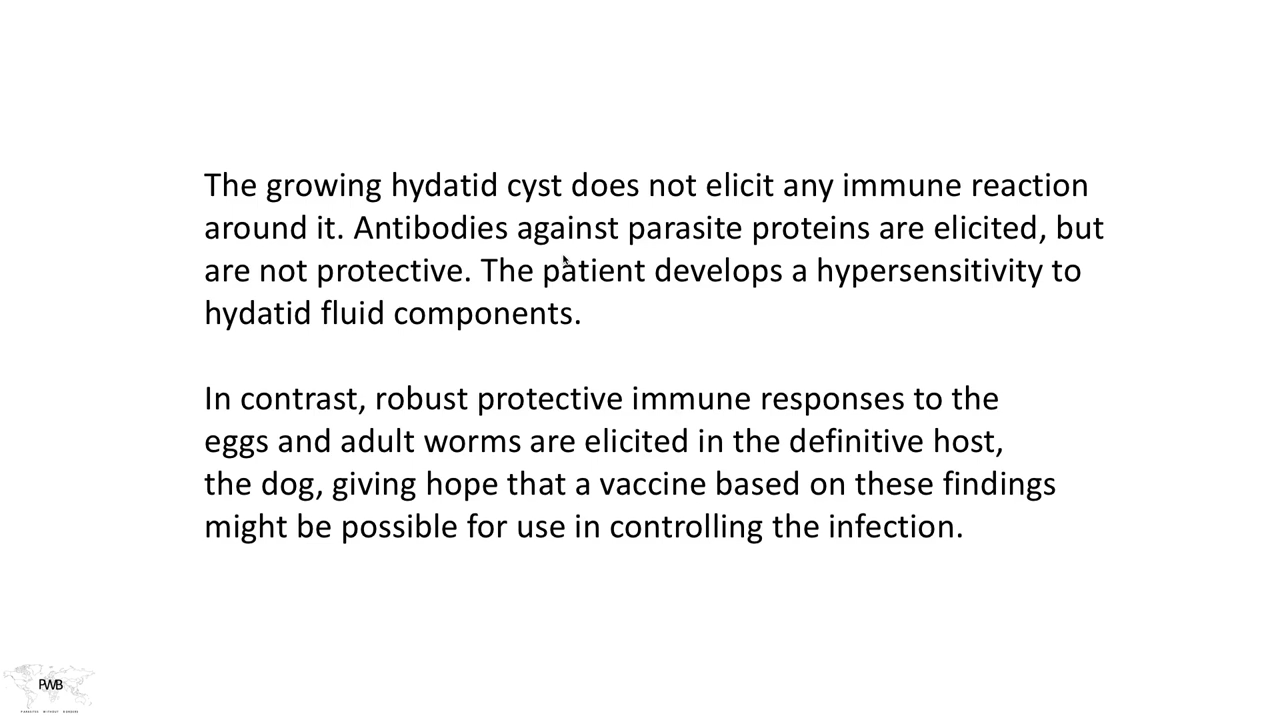 The growing hydatid cyst does not elicit any immune reaction
around it. Antibodies against parasite proteins are elicited, but
are not protective. The patient develops a hypersensitivity to
hydatid fluid components.
In contrast, robust protective immune responses to the
eggs and adult worms are elicited in the definitive host,
the dog, giving hope that a vaccine based on these findings
might be possible for use in controlling the infection.
PWB
PARASITES WITHOUT BORDERS